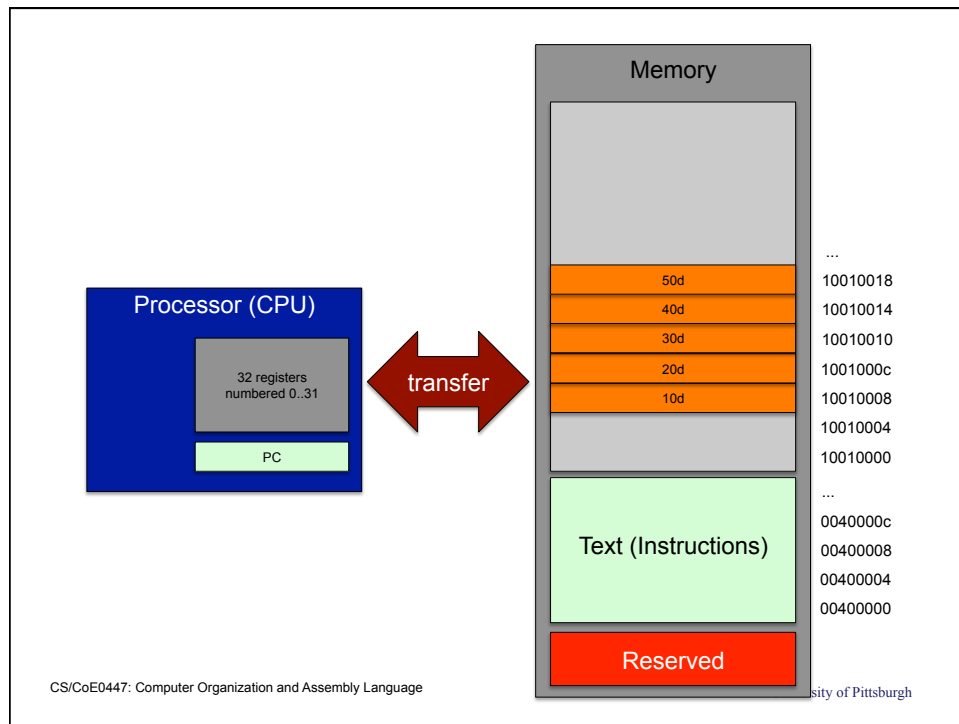 Memory
...
50d 10010018
Processor (CPU)
40d 10010014
30d 10010010
32 registers
numbered 0..31
transfer
20d 1001000c
10d 10010008
10010004
PC
10010000
...
0040000c
Text (Instructions)
00400008
00400004
00400000
Reserved
CS/CoE0447: Computer Organization and Assembly Language
of Pittsburgh